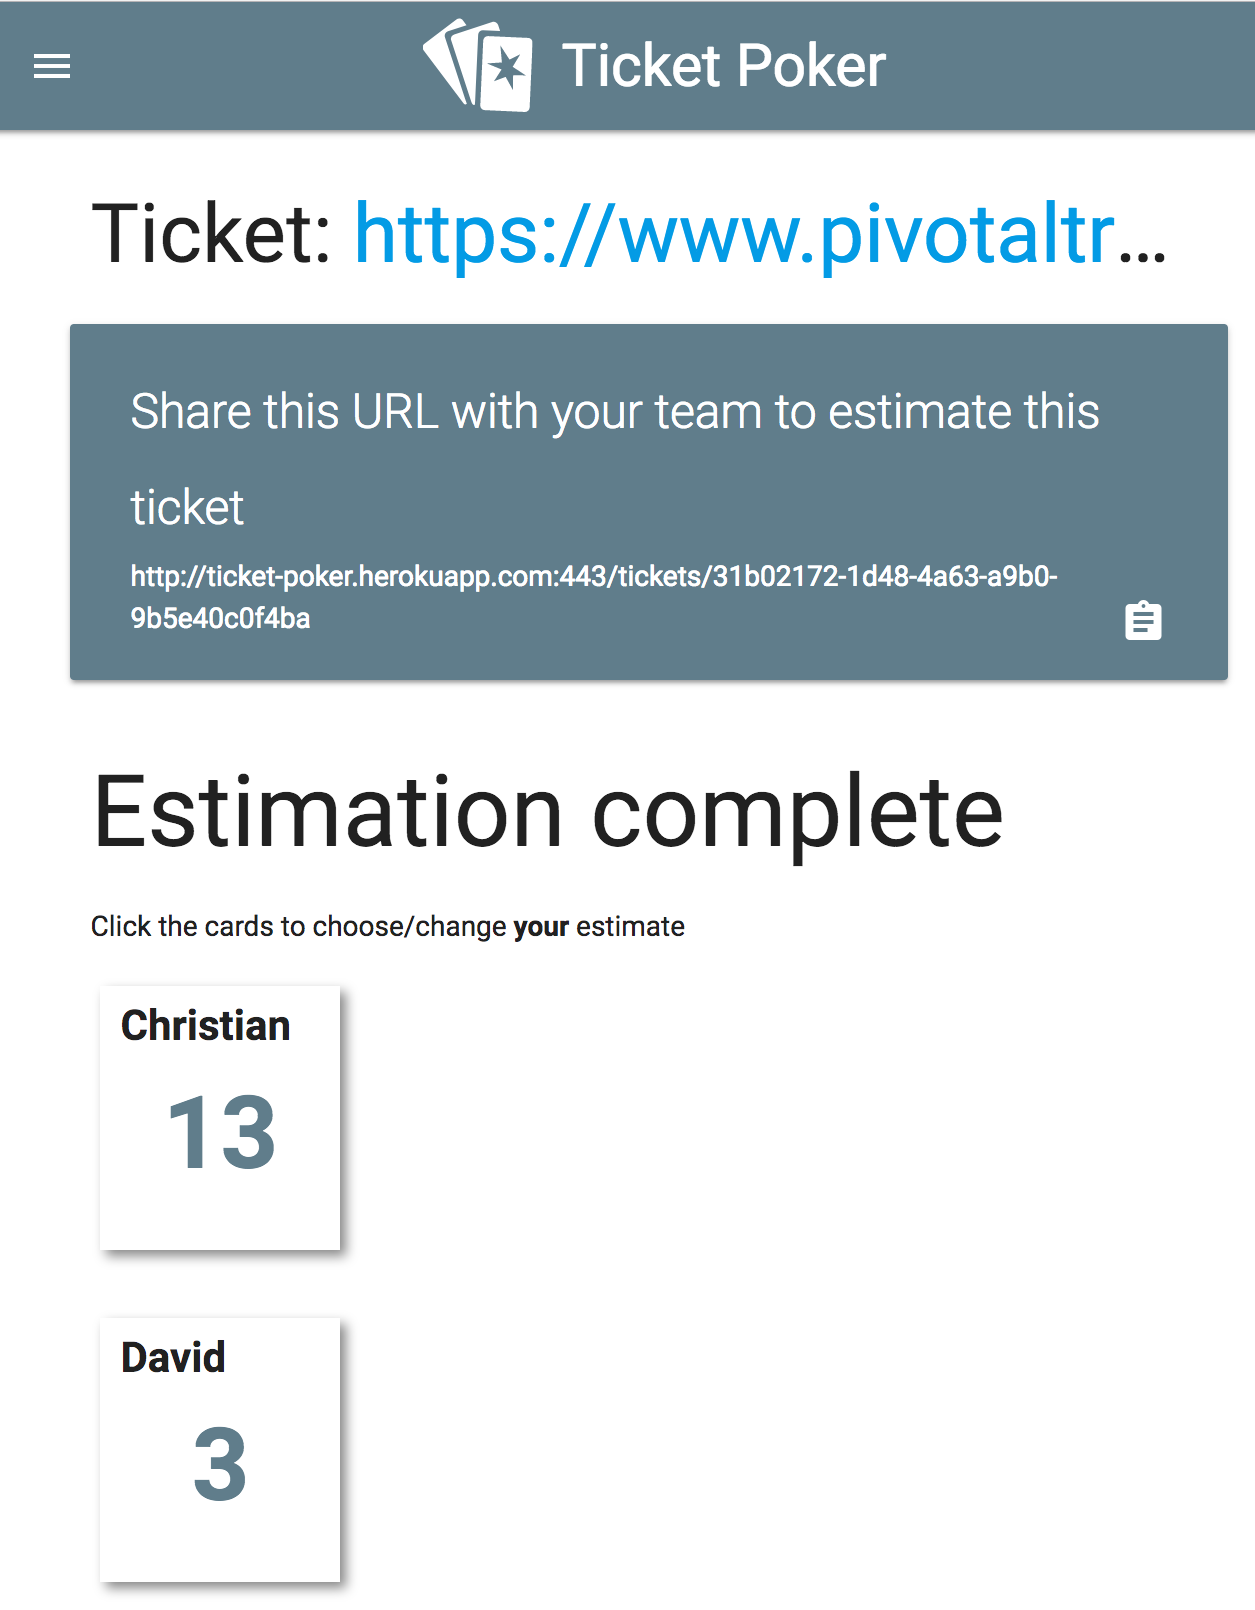 Ticket Poker
Ticket: https://www.pivotaltr...
Share this URL with your team to estimate this
ticket
http://ticket-poker.herokuapp.com:443/tickets/31b02172-1d48-4a63-a9b0-
9b5e40c0f4ba
Estimation complete
Click the cards to choose/change your estimate
Christian
13
David
3